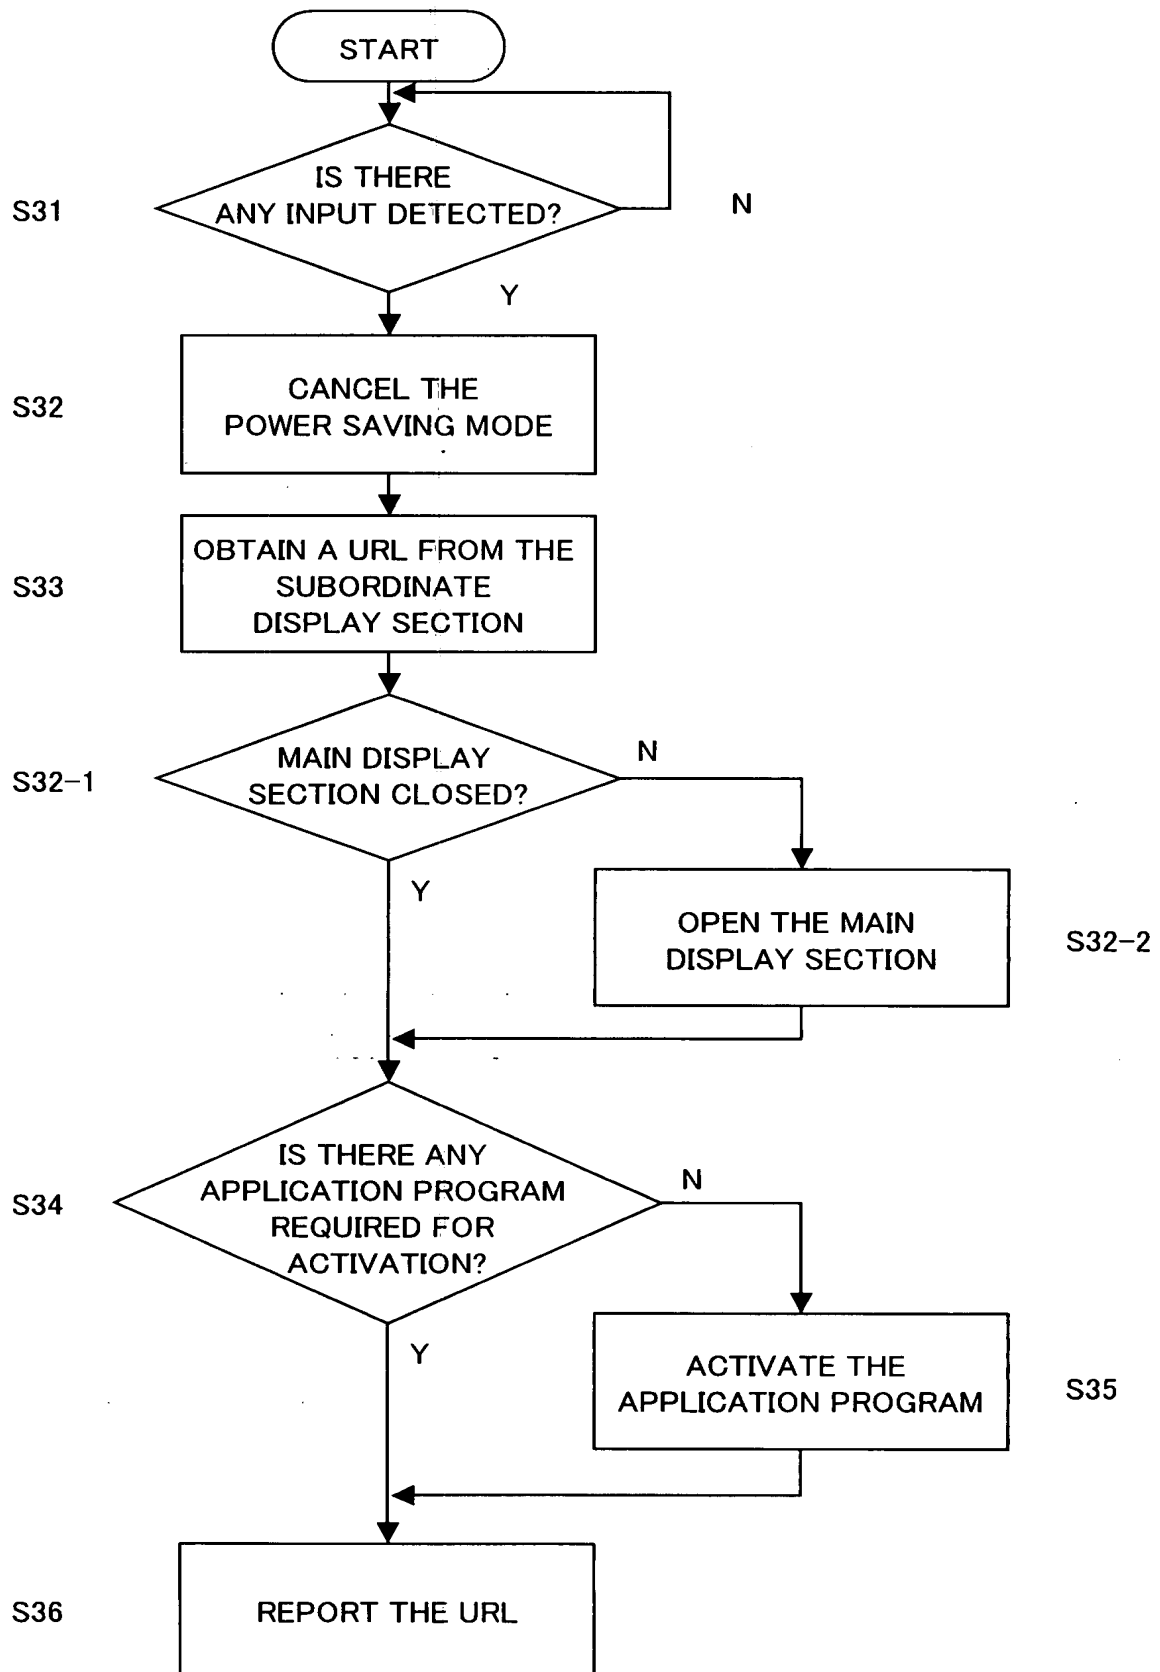 START
IS THERE
ANY INPUT DETECTED?
S31
N
Y
CANCEL THE
POWER SAVING MODE
S32
OBTAIN A URL FROM THE
SUBORDINATE
DISPLAY SECTION
S33
MAIN DISPLAY
SECTION CLOSED?
S32-1
N
Y
OPEN THE MAIN
DISPLAY SECTION
S32-2
IS THERE ANY
APPLICATION PROGRAM
REQUIRED FOR
ACTIVATION?
S34
N
Y
ACTIVATE THE
APPLICATION PROGRAM
S35
REPORT THE URL
S36